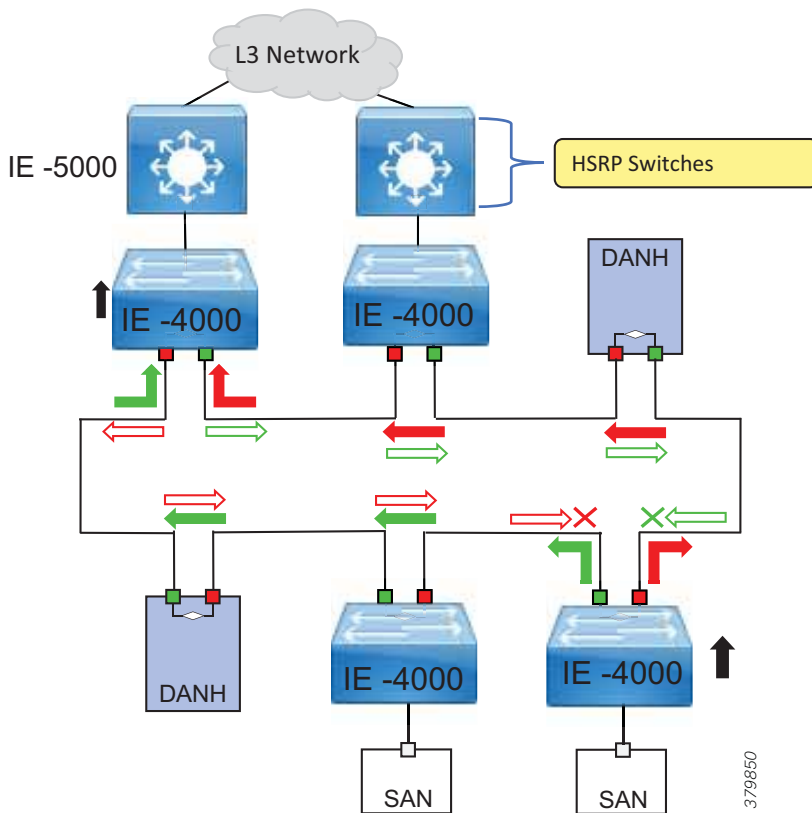 L3 Network
IE -5000
HSRP Switches
IE -4000
IE -4000
DANH
DANH
IE -4000
IE -4000
SAN
SAN
379850